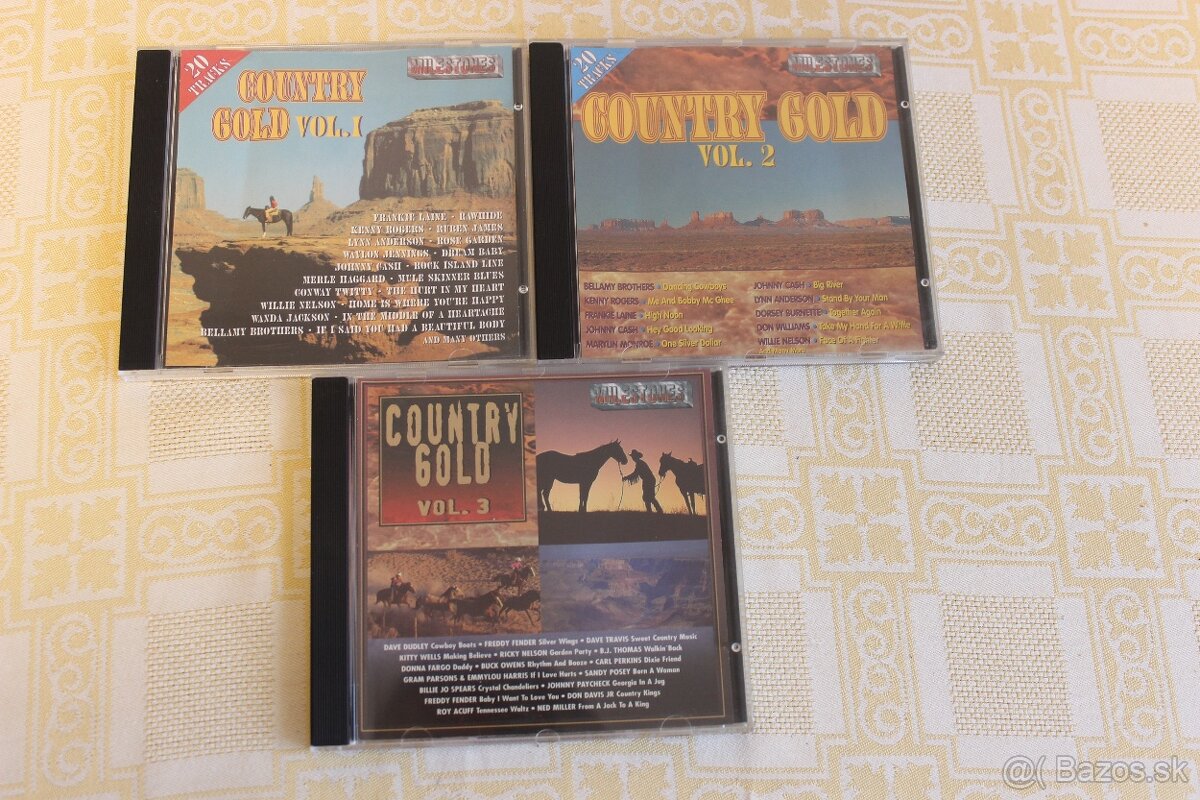 20 TRACKS
MILESTONES
COUNTRY
GOLD VOL.1
FRANKIE LAINE - RAWHIDE
KENNY ROGERS - RUBEN JAMES
LYNN ANDERSON - ROSE GARDEN
WAYLON JENNINGS - DREAM BABY
JOHNNY CASH - ROCK ISLAND LINE
MERLE HAGGARD - MULE SKINNER BLUES
CONWAY TWITTY - THE HURT IN MY HEART
WILLIE NELSON - HOME IS WHERE YOU'RE HAPPY
WANDA JACKSON - IN THE MIDDLE OF A HEARTACHE
BELLAMY BROTHERS - IF I SAID YOU HAD A BEAUTIFUL BODY
AND MANY OTHERS
20 TRACKS
MILESTONES
COUNTRY GOLD
VOL. 2
BELLAMY BROTHERS • Dancing Cowboys
KENNY ROGERS • Me And Bobby Mc Ghee
FRANKIE LAINE • High Noon
JOHNNY CASH • Hey Good Looking
MARYLIN MONROE • One Silver Dollar
JOHNNY CASH • Big River
LYNN ANDERSON • Stand By Your Man
DORSEY BURNETTE • Together Again
DON WILLIAMS • Take My Hand For A While
WILLIE NELSON • Face Of A Fighter
And Many More
MILESTONES
COUNTRY
GOLD
VOL. 3
DAVE DUDLEY Cowboy Boots • FREDDY FENDER Silver Wings • DAVE TRAVIS Sweet Country Music
KITTY WELLS Making Believe • RICKY NELSON Garden Party • B.J. THOMAS Walkin' Back
DONNA FARGO Daddy • BUCK OWENS Rhythm And Booze • CARL PERKINS Dixie Friend
GRAM PARSONS & EMMYLOU HARRIS If I Love Hurts • SANDY POSEY Born A Woman
BILLIE JO SPEARS Crystal Chandeliers • JOHNNY PAYCHECK Georgia In A Jug
FREDDY FENDER Baby I Want To Love You • DON DAVIS JR Country Kings
ROY ACUFF Tennessee Waltz • NED MILLER From A Jack To A King
@( Bazos.sk